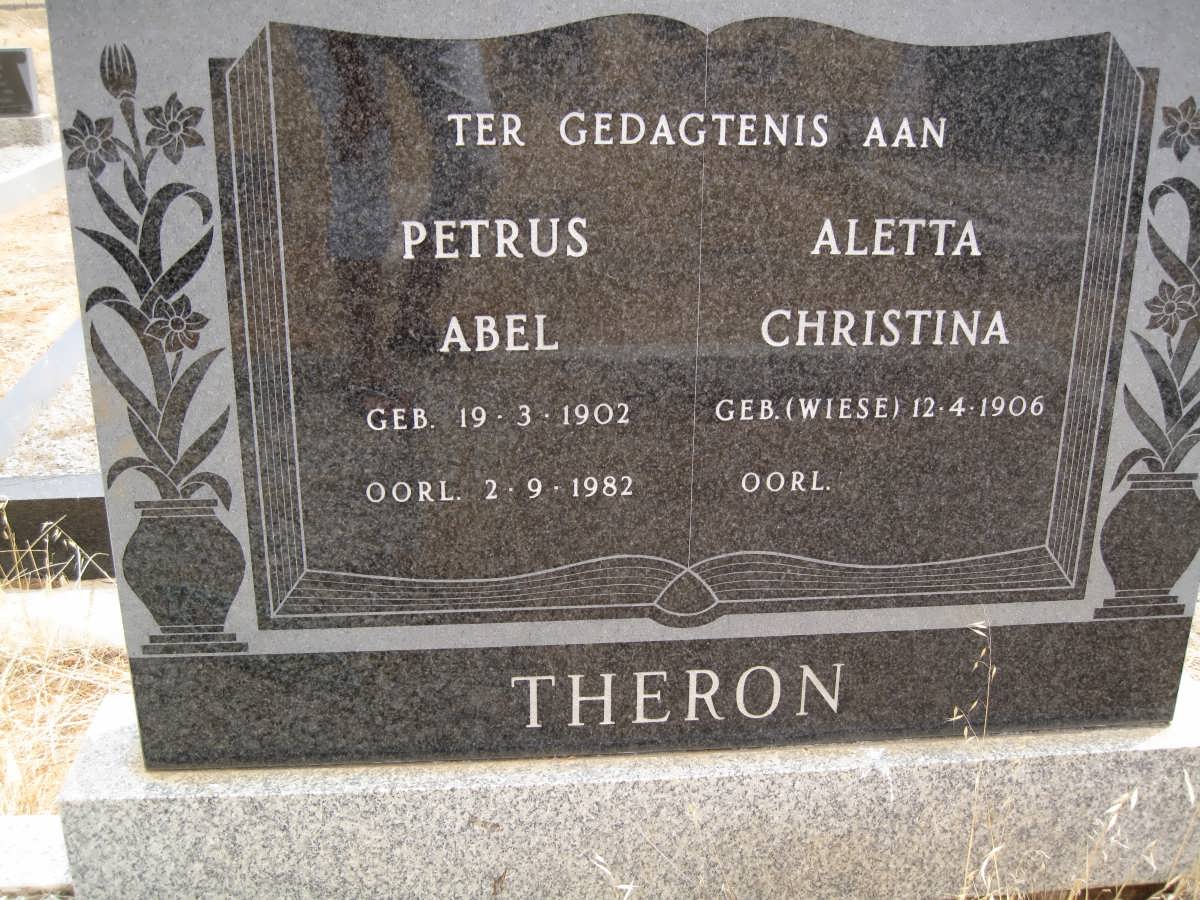 TER GEDAGTENIS AAN
PETRUS
ABEL
GEB. 19·3·1902
OORL. 2·9·1982
ALETTA
CHRISTINA
GEB.(WIESE) 12·4·1906
OORL.
THERON